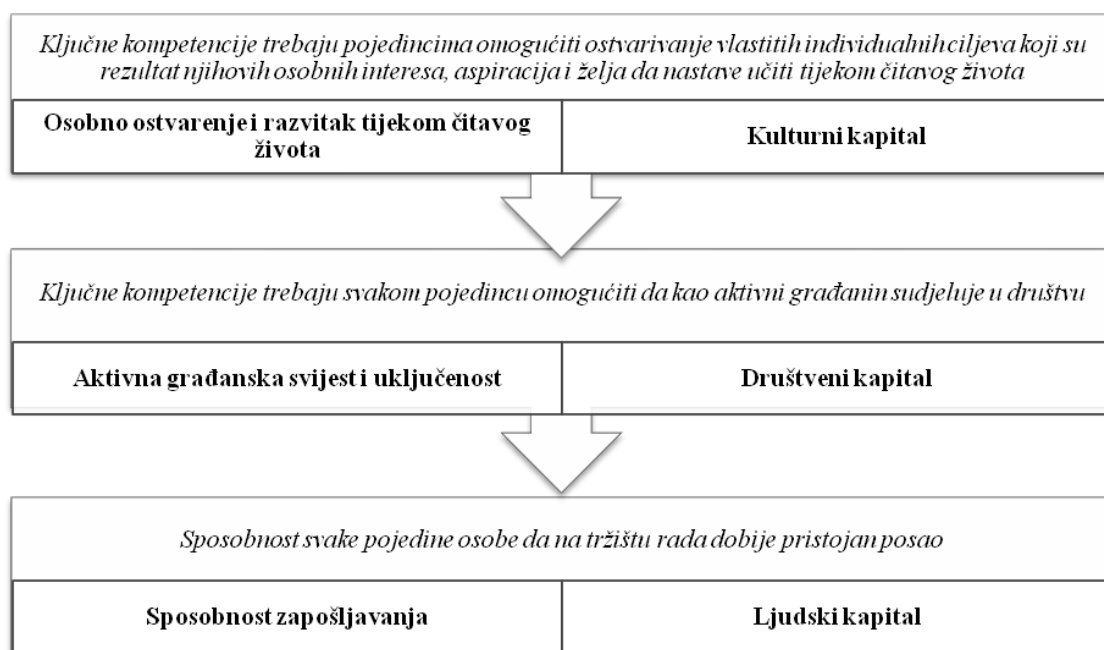 Ključne kompetencije trebaju pojedincima omogućiti ostvarivanje vlastitih individualnih ciljeva koji su
rezultat njihovih osobnih interesa, aspiracija i želja da nastave učiti tijekom čitavog života
Osobno ostvarenje i razvitak tijekom čitavog
života
Kulturni kapital
Ključne kompetencije trebaju svakom pojedincu omogućiti da kao aktivni građanin sudjeluje u društvu
Aktivna građanska svijest i uključenost
Društveni kapital
Sposobnost svake pojedine osobe da na tržištu rada dobije pristojan posao
Sposobnost zapošljavanja
Ljudski kapital